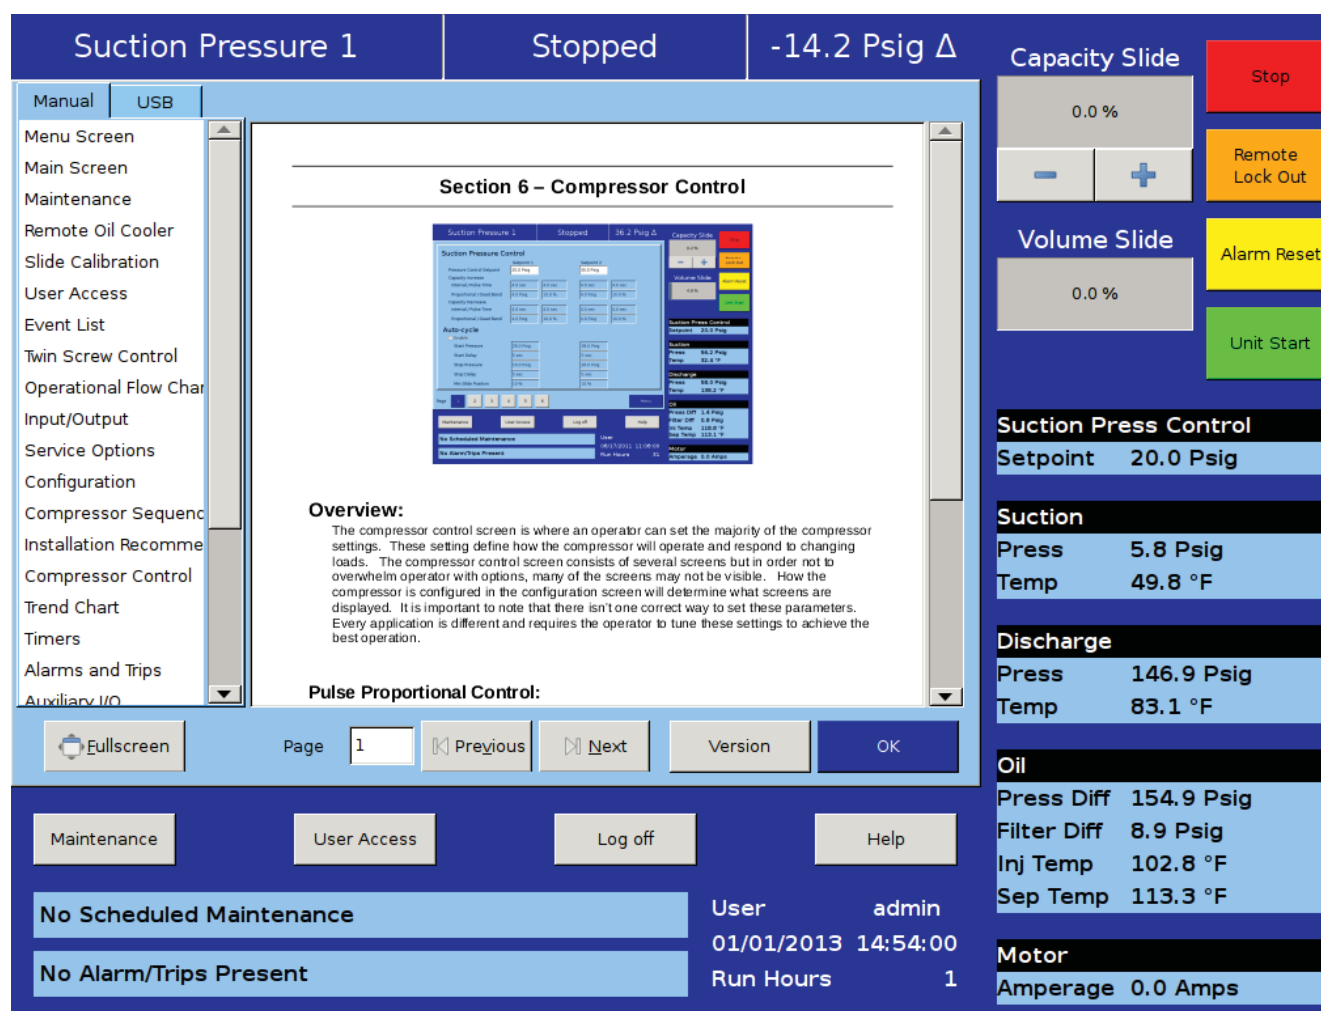 Suction Pressure 1
Stopped
-14.2 Psig Δ
Manual
USB
Menu Screen
Main Screen
Maintenance
Remote Oil Cooler
Slide Calibration
User Access
Event List
Twin Screw Control
Operational Flow Char
Input/Output
Service Options
Configuration
Compressor Sequenc
Installation Recomme
Compressor Control
Trend Chart
Timers
Alarms and Trips
Auxiliary I/O
Section 6 – Compressor Control
Suction Pressure 1
Stopped
36.2 Psig Δ
Suction Pressure Control
Auto-cycle
Overview:
The compressor control screen is where an operator can set the majority of the compressor
settings. These setting define how the compressor will operate and respond to changing
loads. The compressor control screen consists of several screens but in order not to
overwhelm operator with options, many of the screens may not be visible. How the
compressor is configured in the configuration screen will determine what screens are
displayed. It is important to note that there isn't one correct way to set these parameters.
Every application is different and requires the operator to tune these settings to achieve the
best operation.
Pulse Proportional Control:
Fullscreen
Page
1
Previous
Next
Version
OK
Maintenance
User Access
Log off
Help
No Scheduled Maintenance
No Alarm/Trips Present
User admin
01/01/2013 14:54:00
Run Hours 1
Capacity Slide
0.0 %
Volume Slide
0.0 %
Stop
Remote
Lock Out
Alarm Reset
Unit Start
Suction Press Control
Setpoint 20.0 Psig
Suction
Press 5.8 Psig
Temp 49.8 °F
Discharge
Press 146.9 Psig
Temp 83.1 °F
Oil
Press Diff 154.9 Psig
Filter Diff 8.9 Psig
Inj Temp 102.8 °F
Sep Temp 113.3 °F
Motor
Amperage 0.0 Amps